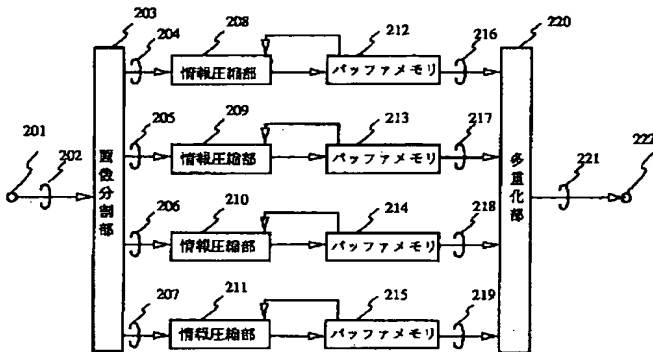 203
204
208
212
216
220
情報圧縮部
バッファメモリ
205
209
213
217
201
202
情報圧縮部
バッファメモリ
画像分割部
多重化部
221
222
206
210
214
218
情報圧縮部
バッファメモリ
207
211
215
219
情報圧縮部
バッファメモリ